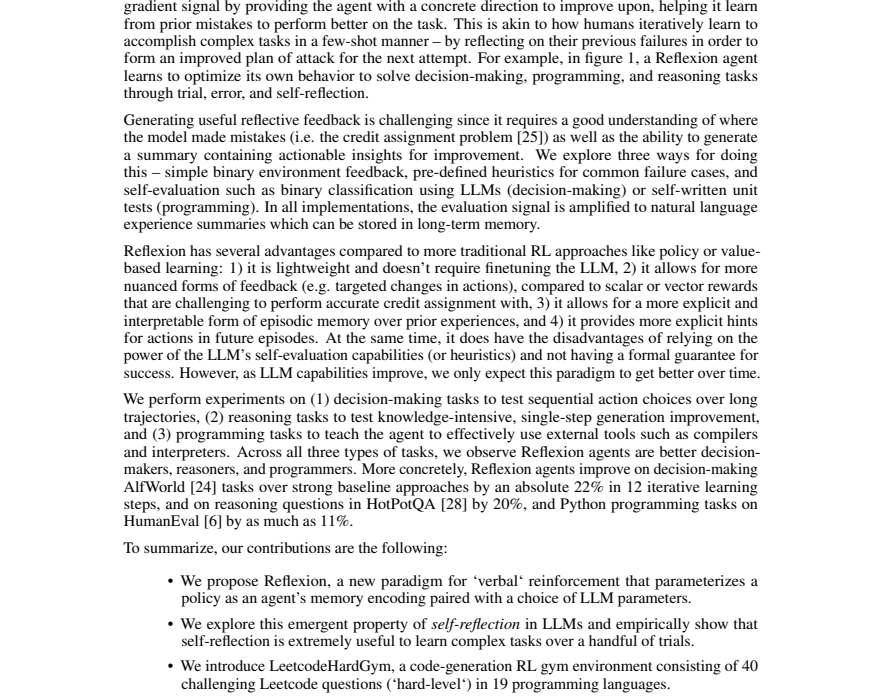 gradient signal by providing the agent with a concrete direction to improve upon, helping it learn
from prior mistakes to perform better on the task. This is akin to how humans iteratively learn to
accomplish complex tasks in a few-shot manner – by reflecting on their previous failures in order to
form an improved plan of attack for the next attempt. For example, in figure 1, a Reflexion agent
learns to optimize its own behavior to solve decision-making, programming, and reasoning tasks
through trial, error, and self-reflection.
Generating useful reflective feedback is challenging since it requires a good understanding of where
the model made mistakes (i.e. the credit assignment problem [25]) as well as the ability to generate
a summary containing actionable insights for improvement. We explore three ways for doing
this – simple binary environment feedback, pre-defined heuristics for common failure cases, and
self-evaluation such as binary classification using LLMs (decision-making) or self-written unit
tests (programming). In all implementations, the evaluation signal is amplified to natural language
experience summaries which can be stored in long-term memory.
Reflexion has several advantages compared to more traditional RL approaches like policy or value-
based learning: 1) it is lightweight and doesn't require finetuning the LLM, 2) it allows for more
nuanced forms of feedback (e.g. targeted changes in actions), compared to scalar or vector rewards
that are challenging to perform accurate credit assignment with, 3) it allows for a more explicit and
interpretable form of episodic memory over prior experiences, and 4) it provides more explicit hints
for actions in future episodes. At the same time, it does have the disadvantages of relying on the
power of the LLM's self-evaluation capabilities (or heuristics) and not having a formal guarantee for
success. However, as LLM capabilities improve, we only expect this paradigm to get better over time.
We perform experiments on (1) decision-making tasks to test sequential action choices over long
trajectories, (2) reasoning tasks to test knowledge-intensive, single-step generation improvement,
and (3) programming tasks to teach the agent to effectively use external tools such as compilers
and interpreters. Across all three types of tasks, we observe Reflexion agents are better decision-
makers, reasoners, and programmers. More concretely, Reflexion agents improve on decision-making
AlfWorld [24] tasks over strong baseline approaches by an absolute 22% in 12 iterative learning
steps, and on reasoning questions in HotPotQA [28] by 20%, and Python programming tasks on
HumanEval [6] by as much as 11%.
To summarize, our contributions are the following:
• We propose Reflexion, a new paradigm for ‘verbal‘ reinforcement that parameterizes a
policy as an agent's memory encoding paired with a choice of LLM parameters.
• We explore this emergent property of self-reflection in LLMs and empirically show that
self-reflection is extremely useful to learn complex tasks over a handful of trials.
• We introduce LeetcodeHardGym, a code-generation RL gym environment consisting of 40
challenging Leetcode questions (‘hard-level‘) in 19 programming languages.